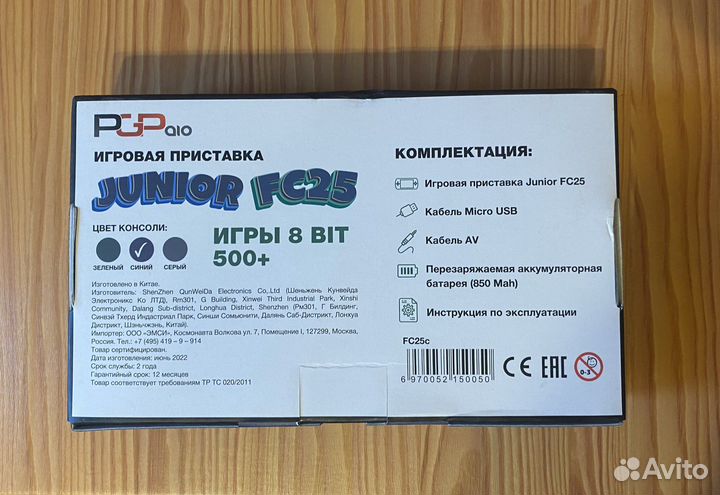 PGPaio
ИГРОВАЯ ПРИСТАВКА
JUNIOR FC25
ЦВЕТ КОНСОЛИ:
ЗЕЛЕНЫЙ СИНИЙ СЕРЫЙ
ИГРЫ 8 BIT
500+
Изготовлено в Китае.
Изготовитель: ShenZhen QunWeiDa Electronics Co.,Ltd (Шеньжень Кунвейда
Электроникс Ко ЛТД), Rm301, G Building, Xinwei Third Industrial Park, Xinshi
Community, Dalang Sub-district, Longhua District, Shenzhen (Рм301, Г Билдинг,
Синвэй Тхерд Индастриал Парк, Синши Сомьюнити, Далянь Саб-Дистрикт, Лонхуа
Дистрикт, Шэньчжэнь, Китай).
Импортер: ООО «ЭМСИ», Космонавта Волкова ул. 7, Помещение I, 127299, Москва,
Россия. Тел.: +7 (495) 419 – 9 – 914
Товар сертифицирован.
Дата изготовления: июнь 2022
Срок службы: 2 года
Гарантийный срок: 12 месяцев
Товар соответствует требованиям ТР ТС 020/2011
КОМПЛЕКТАЦИЯ:
Игровая приставка Junior FC25
Кабель Micro USB
Кабель AV
Перезаряжаемая аккумуляторная
батарея (850 Mah)
Инструкция по эксплуатации
FC25c
6 970052 150050
CE EAC 0-3
Avito